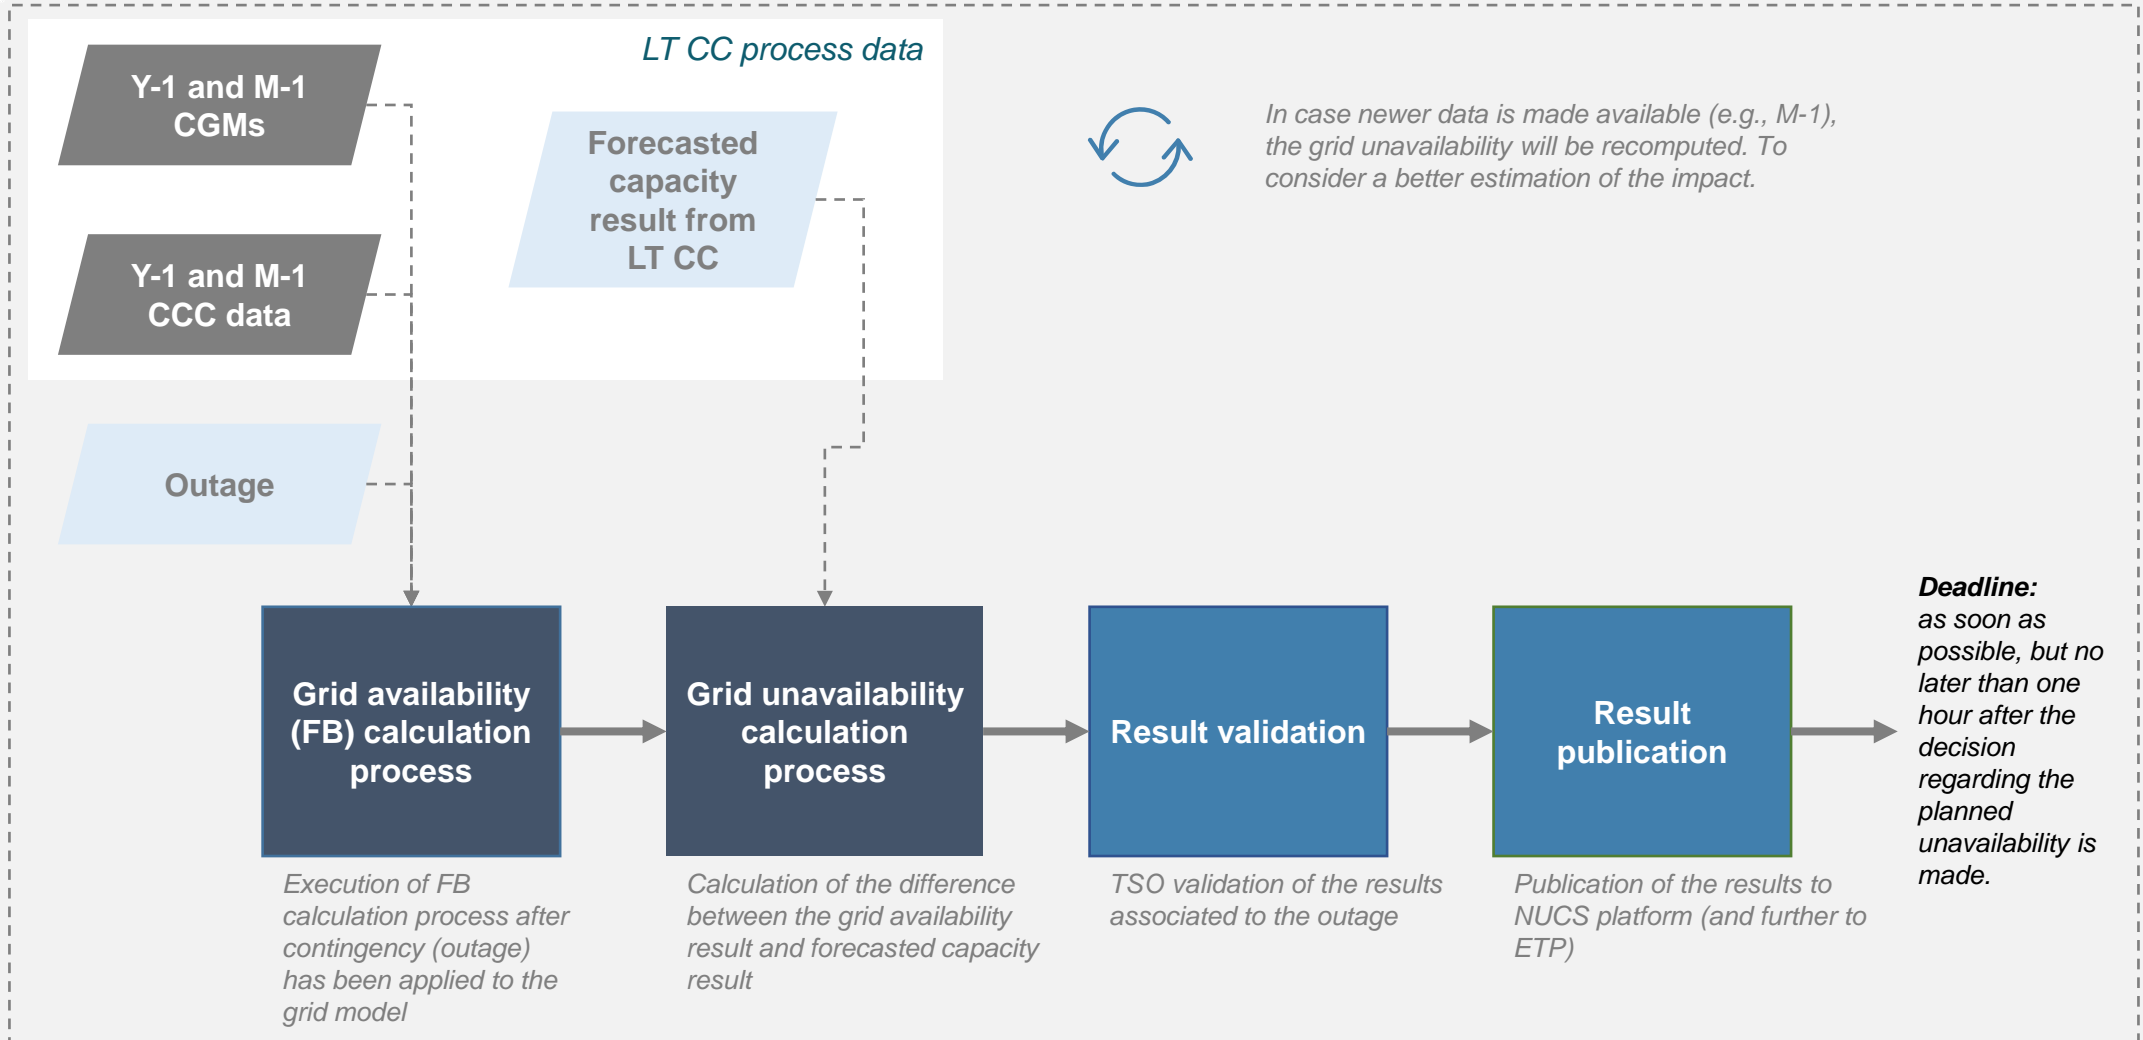 LT CC process data
Y-1 and M-1
CGMs
Forecasted
capacity
result from
LT CC
In case newer data is made available (e.g., M-1),
the grid unavailability will be recomputed. To
consider a better estimation of the impact.
Y-1 and M-1
CCC data
Outage
Grid availability
(FB) calculation
process
Grid unavailability
calculation
process
Result validation
Result
publication
Deadline:
as soon as
possible, but no
later than one
hour after the
decision
regarding the
planned
unavailability is
made.
Execution of FB
calculation process after
contingency (outage)
has been applied to the
grid model
Calculation of the difference
between the grid availability
result and forecasted capacity
result
TSO validation of the results
associated to the outage
Publication of the results to
NUCS platform (and further to
ETP)